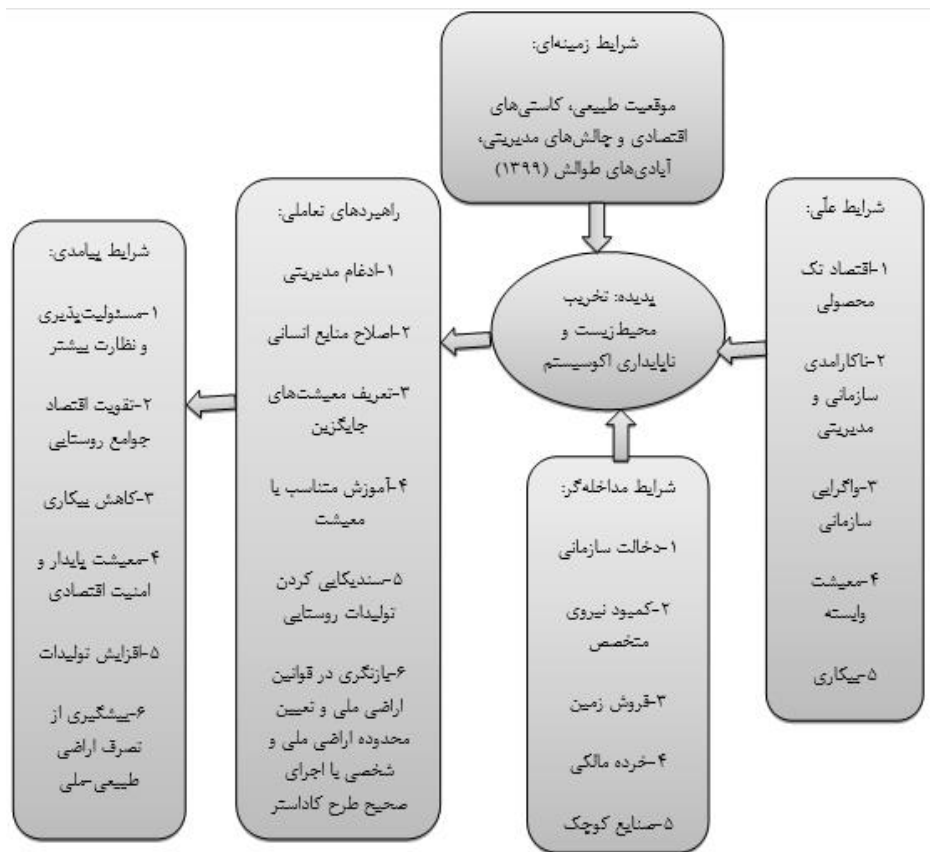 شرایط زمینه‌ای:
موقعیت طبیعی، کاستی‌های
اقتصادی و چالش‌های مدیریتی،
آبادی‌های طوالش (۱۳۹۹)
شرایط علّی:
۱-اقتصاد تک
محصولی
۲-ناکارامدی
سازمانی و
مدیریتی
۳-واگرایی
سازمانی
۴-معیشت
وابسته
۵-بیکاری
پدیده: تخریب
محیط‌زیست و
ناپایداری اکوسیستم
شرایط مداخله‌گر:
۱-دخالت سازمانی
۲-کمبود نیروی
متخصص
۳-فروش زمین
۴-خرده مالکی
۵-صنایع کوچک
راهبردهای تعاملی:
۱-ادغام مدیریتی
۲-اصلاح منابع انسانی
۳-تعریف معیشت‌های
جایگزین
۴-آموزش متناسب با
معیشت
۵-سندیکایی کردن
تولیدات روستایی
۶-بازنگری در قوانین
اراضی ملی و تعیین
محدوده اراضی ملی و
شخصی با اجرای
صحیح طرح کاداستر
شرایط پیامدی:
۱-مسئولیت‌پذیری
و نظارت بیشتر
۲-تقویت اقتصاد
جوامع روستایی
۳-کاهش بیکاری
۴-معیشت پایدار و
امنیت اقتصادی
۵-افزایش تولیدات
۶-پیشگیری از
تصرف اراضی
طبیعی-ملی